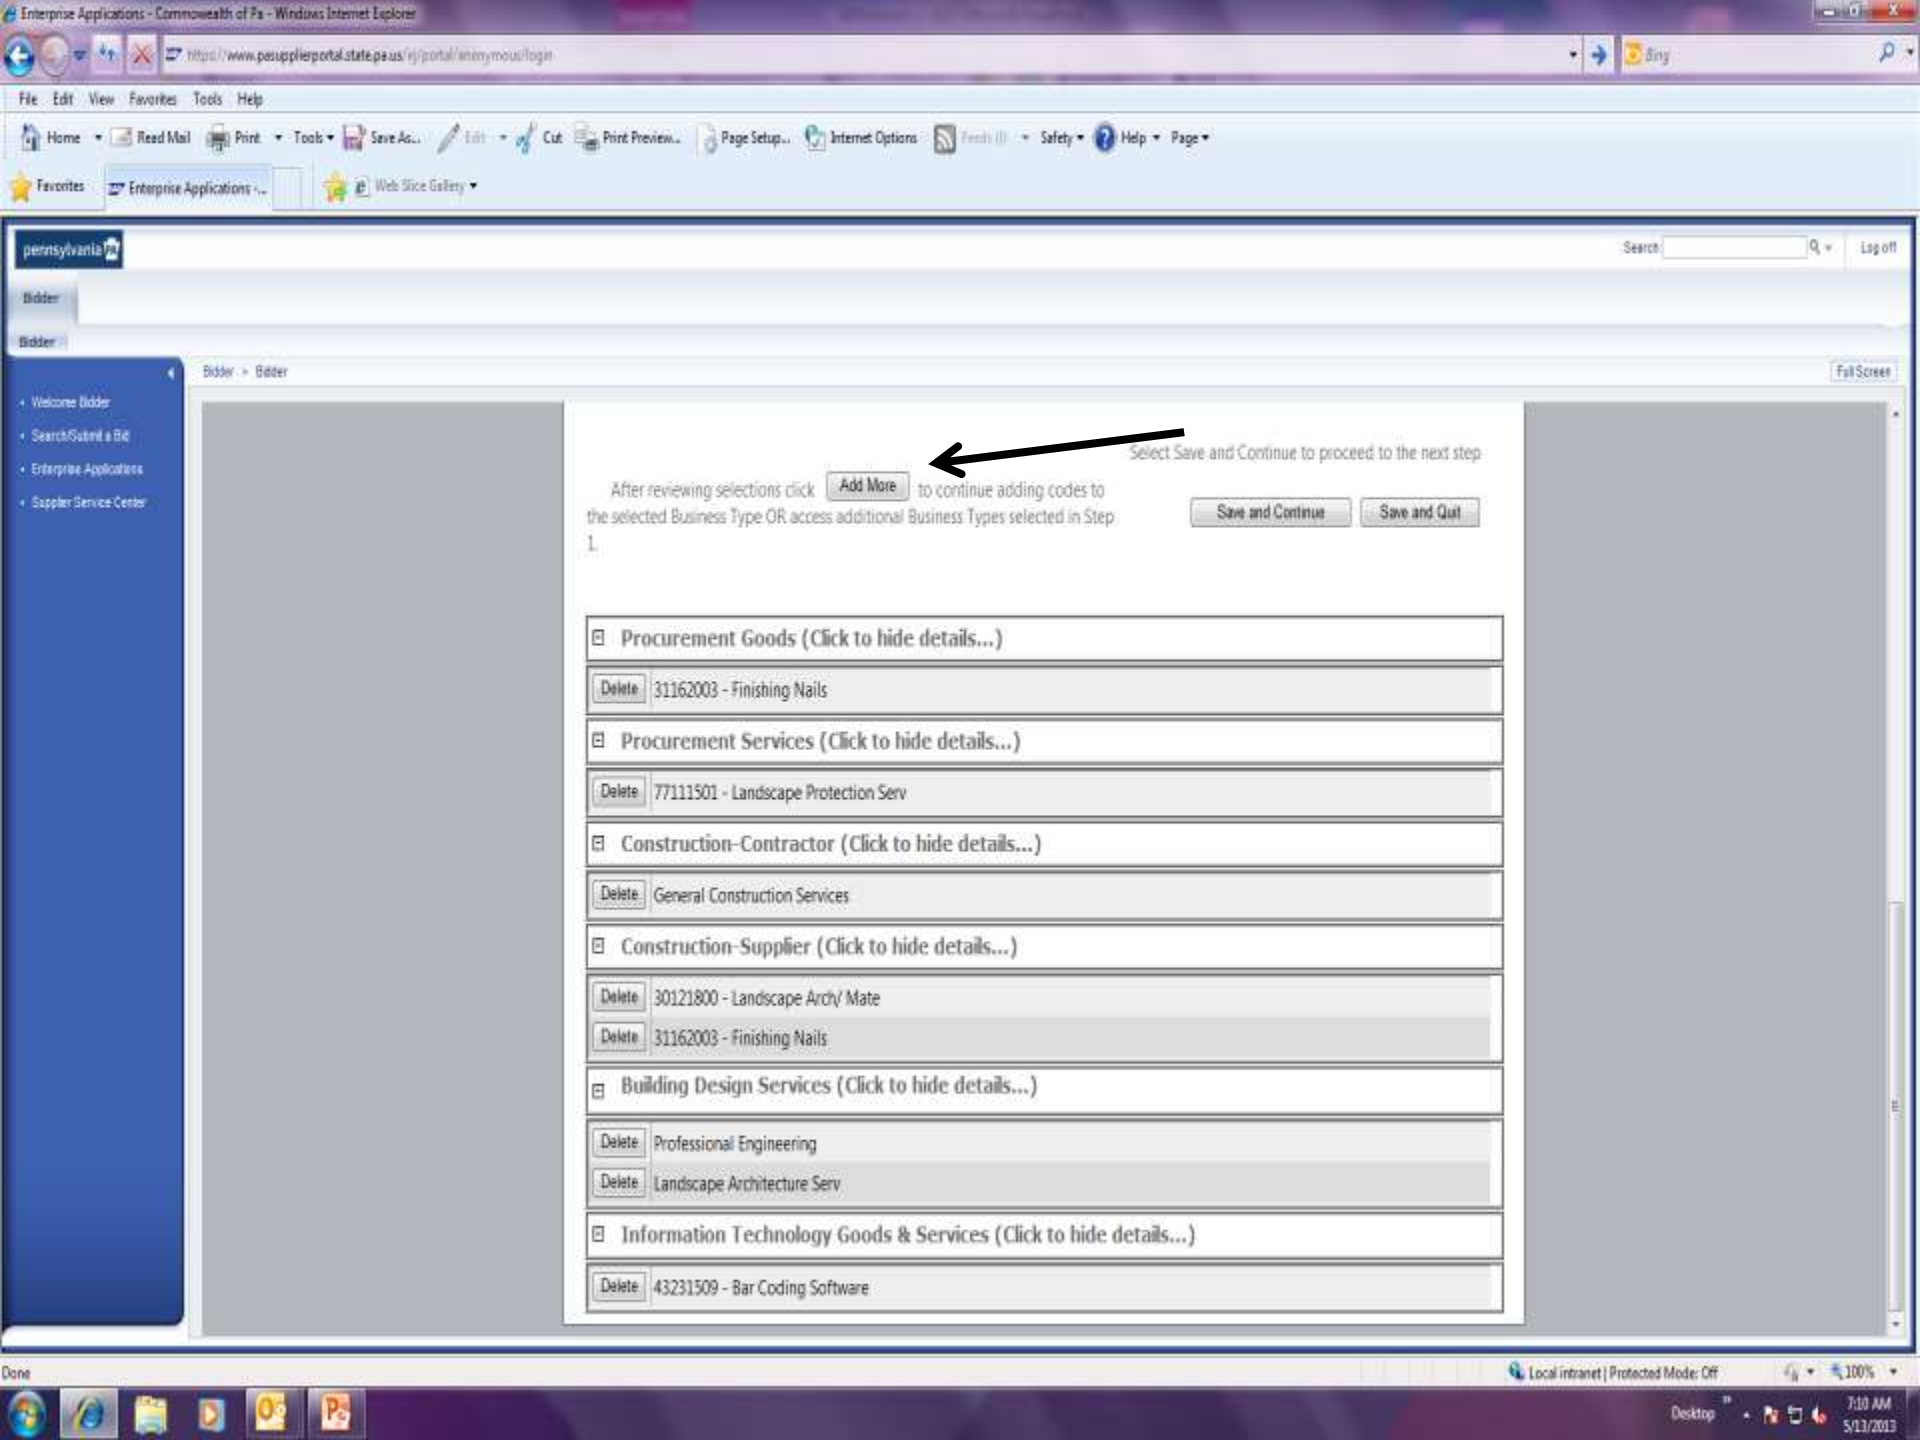 Enterprise Applications - Commowealth of Pa - Windows Internet Explorer
https://www.pasupplierportal.state.pa.us/irj/portal/anonymous/login
Bing
File Edit View Favorites Tools Help
Home Read Mail Print Tools Save As... Edit Cut Print Preview... Page Setup... Internet Options Feeds (J) Safety Help Page
Favorites Enterprise Applications -... Web Slice Gallery
pennsylvania PA
Search: Log off
Bidder
Bidder
Bidder > Bidder Full Screen
Welcome Bidder
Search/Submit a Bid
Enterprise Applications
Supplier Service Center
Select Save and Continue to proceed to the next step
After reviewing selections click Add More to continue adding codes to
the selected Business Type OR access additional Business Types selected in Step
1.
Save and Continue Save and Quit
Procurement Goods (Click to hide details...)
Delete 31162003 - Finishing Nails
Procurement Services (Click to hide details...)
Delete 77111501 - Landscape Protection Serv
Construction-Contractor (Click to hide details...)
Delete General Construction Services
Construction-Supplier (Click to hide details...)
Delete 30121800 - Landscape Arch/ Mate
Delete 31162003 - Finishing Nails
Building Design Services (Click to hide details...)
Delete Professional Engineering
Delete Landscape Architecture Serv
Information Technology Goods & Services (Click to hide details...)
Delete 43231509 - Bar Coding Software
Done Local intranet | Protected Mode: Off 100%
Desktop 7:10 AM
5/13/2013